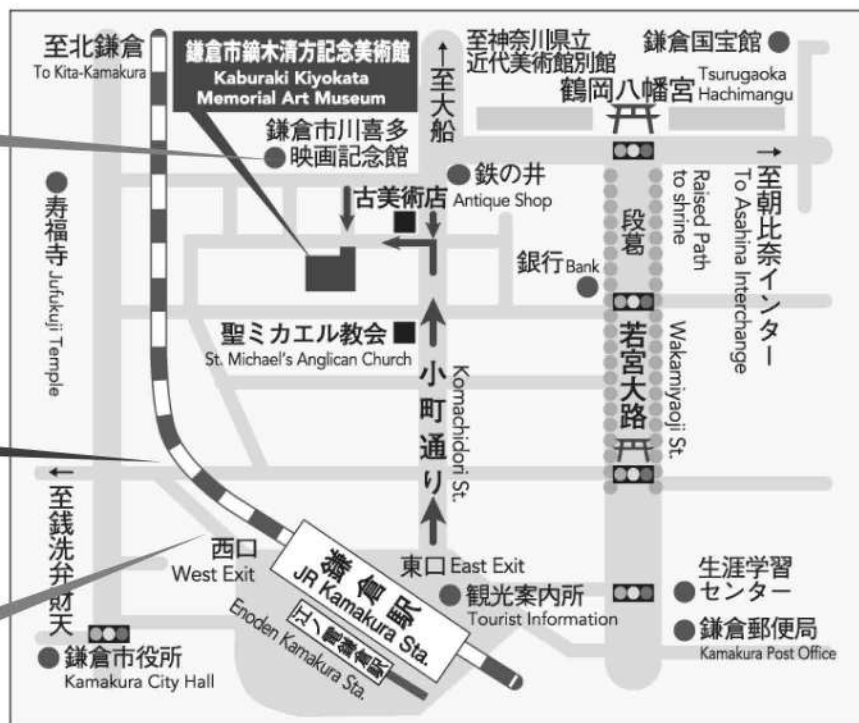 至北鎌倉
To Kita-Kamakura
鎌倉市鏑木清方記念美術館
Kaburaki Kiyokata
Memorial Art Museum
↑至大船
至神奈川県立
近代美術館別館
鎌倉国宝館
鶴岡八幡宮
Tsurugaoka
Hachimangu
鎌倉市川喜多
映画記念館
寿福寺 Jufukuji Temple
古美術店
鉄の井
Antique Shop
段葛
Raised Path
to shrine
→至朝比奈インター
To Asahina Interchange
銀行 Bank
聖ミカエル教会
St. Michael's Anglican Church
小町通り
Komachidori St.
若宮大路
Wakamiyaoji St.
←至銭洗弁財天
西口
West Exit
鎌倉駅
JR Kamakura Sta.
江ノ電鎌倉駅
Enoden Kamakura Sta.
東口 East Exit
観光案内所
Tourist Information
生涯学習
センター
鎌倉郵便局
Kamakura Post Office
鎌倉市役所
Kamakura City Hall